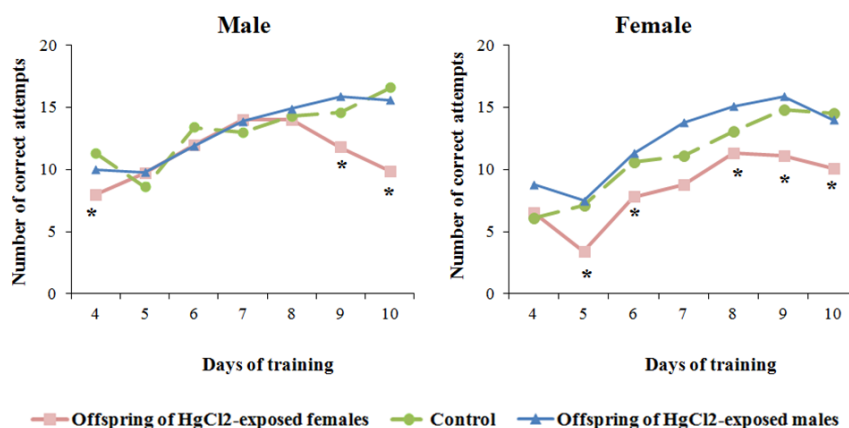 Male
Female
Number of correct attempts
20
15
10
5
0
*
*
*
4 5 6 7 8 9 10
Days of training
Number of correct attempts
20
15
10
5
0
*
*
*
*
*
4 5 6 7 8 9 10
Days of training
Offspring of HgCl2-exposed females Control Offspring of HgCl2-exposed males